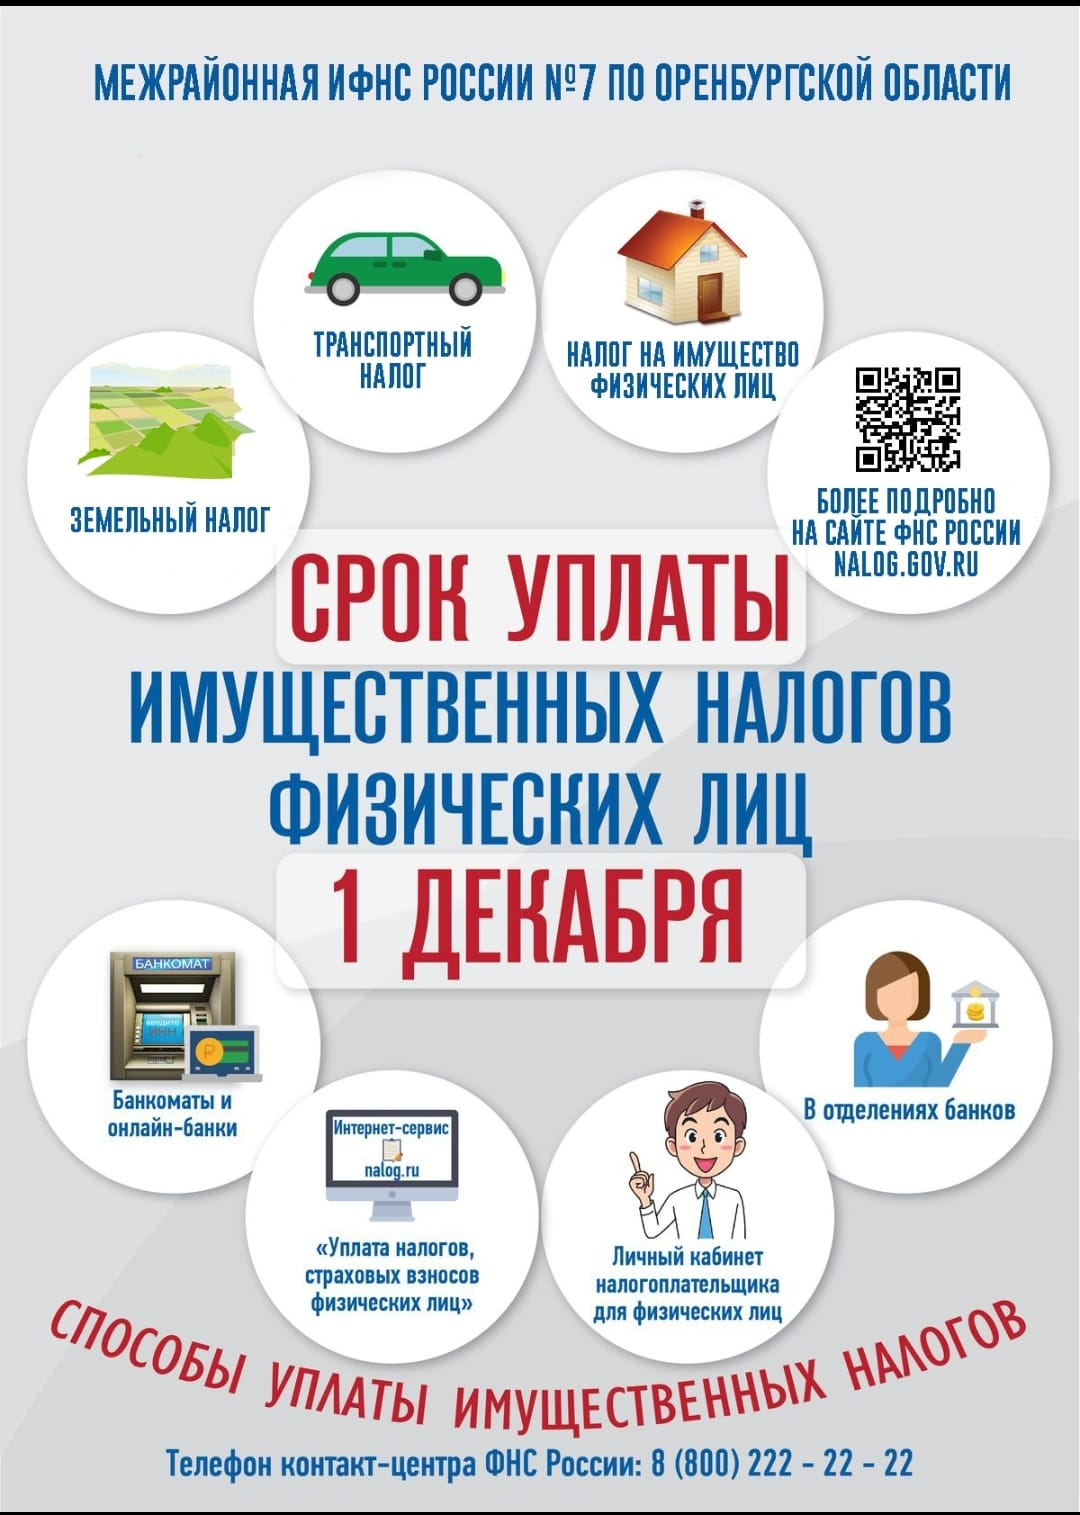 МЕЖРАЙОННАЯ ИФНС РОССИИ №7 ПО ОРЕНБУРГСКОЙ ОБЛАСТИ
ТРАНСПОРТНЫЙ
НАЛОГ
НАЛОГ НА ИМУЩЕСТВО
ФИЗИЧЕСКИХ ЛИЦ
ЗЕМЕЛЬНЫЙ НАЛОГ
БОЛЕЕ ПОДРОБНО
НА САЙТЕ ФНС РОССИИ
NALOG.GOV.RU
СРОК УПЛАТЫ
ИМУЩЕСТВЕННЫХ НАЛОГОВ
ФИЗИЧЕСКИХ ЛИЦ
1 ДЕКАБРЯ
БАНКОМАТ
ВВОДИТЕ
ИНН
Банкоматы и
онлайн-банки
Интернет-сервис
nalog.ru
«Уплата налогов,
страховых взносов
физических лиц»
Личный кабинет
налогоплательщика
для физических лиц
В отделениях банков
СПОСОБЫ УПЛАТЫ ИМУЩЕСТВЕННЫХ НАЛОГОВ
Телефон контакт-центра ФНС России: 8 (800) 222 - 22 - 22